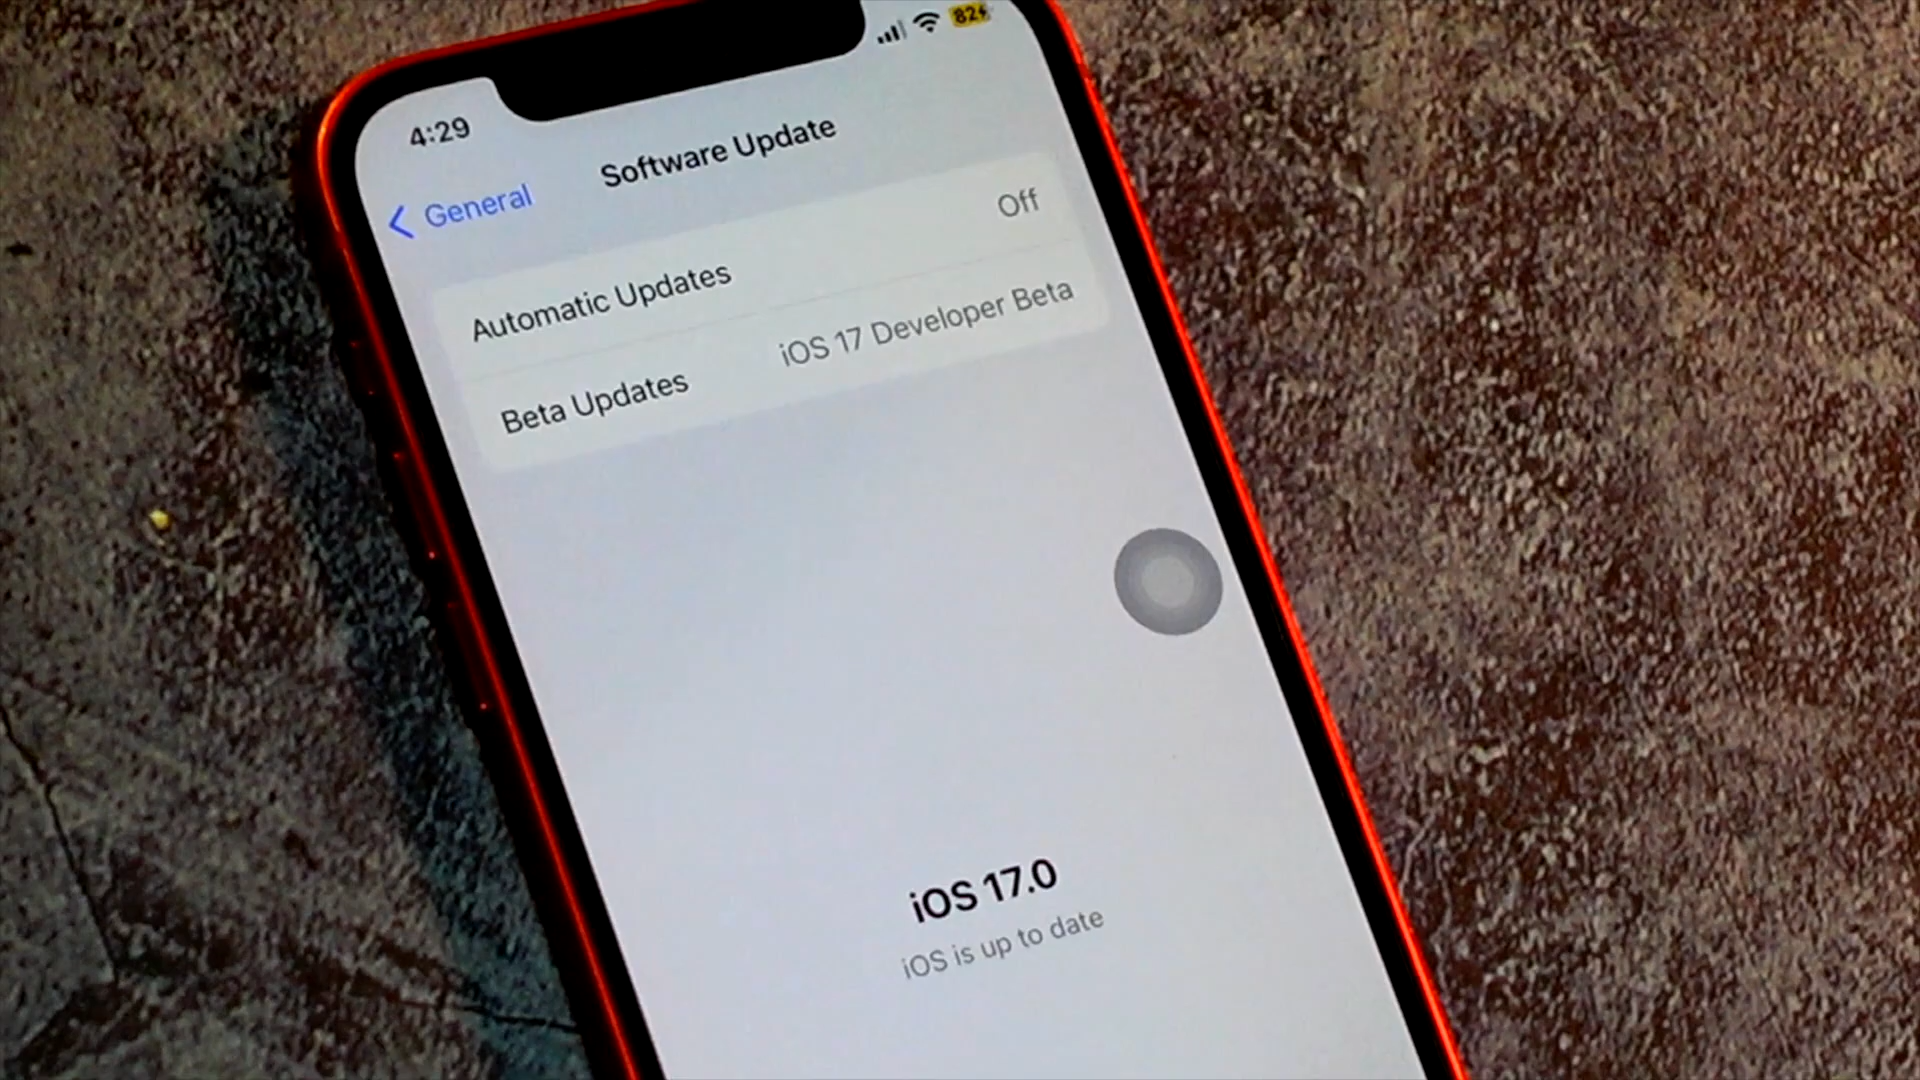 4:29
82
General
Software Update
Automatic Updates
Off
Beta Updates
iOS 17 Developer Beta
iOS 17.0
iOS is up to date